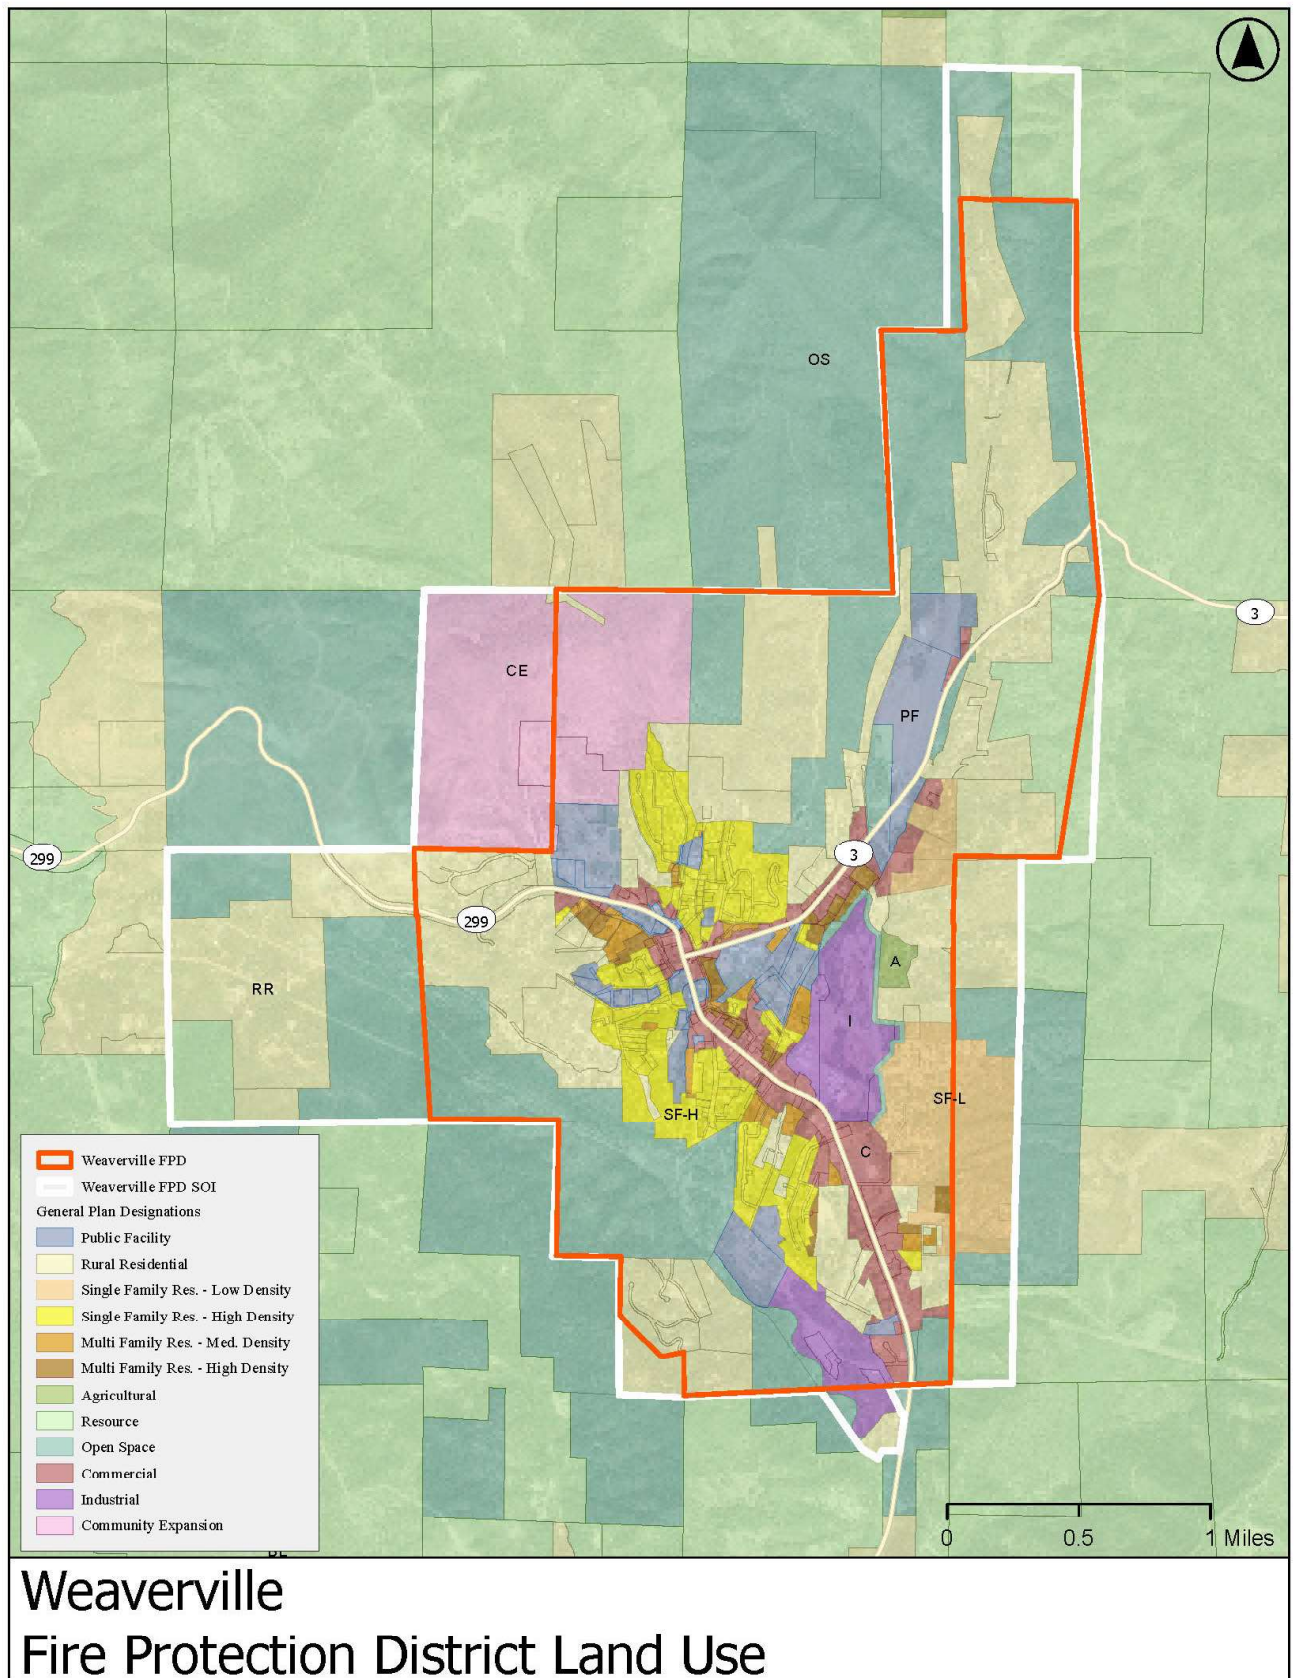 OS
3
CE
PF
3
299
299
A
RR
I
SF-L
SF-H
C
Weaverville FPD
Weaverville FPD SOI
General Plan Designations
Public Facility
Rural Residential
Single Family Res. - Low Density
Single Family Res. - High Density
Multi Family Res. - Med. Density
Multi Family Res. - High Density
Agricultural
Resource
Open Space
Commercial
Industrial
Community Expansion
0 0.5 1 Miles
Weaverville
Fire Protection District Land Use